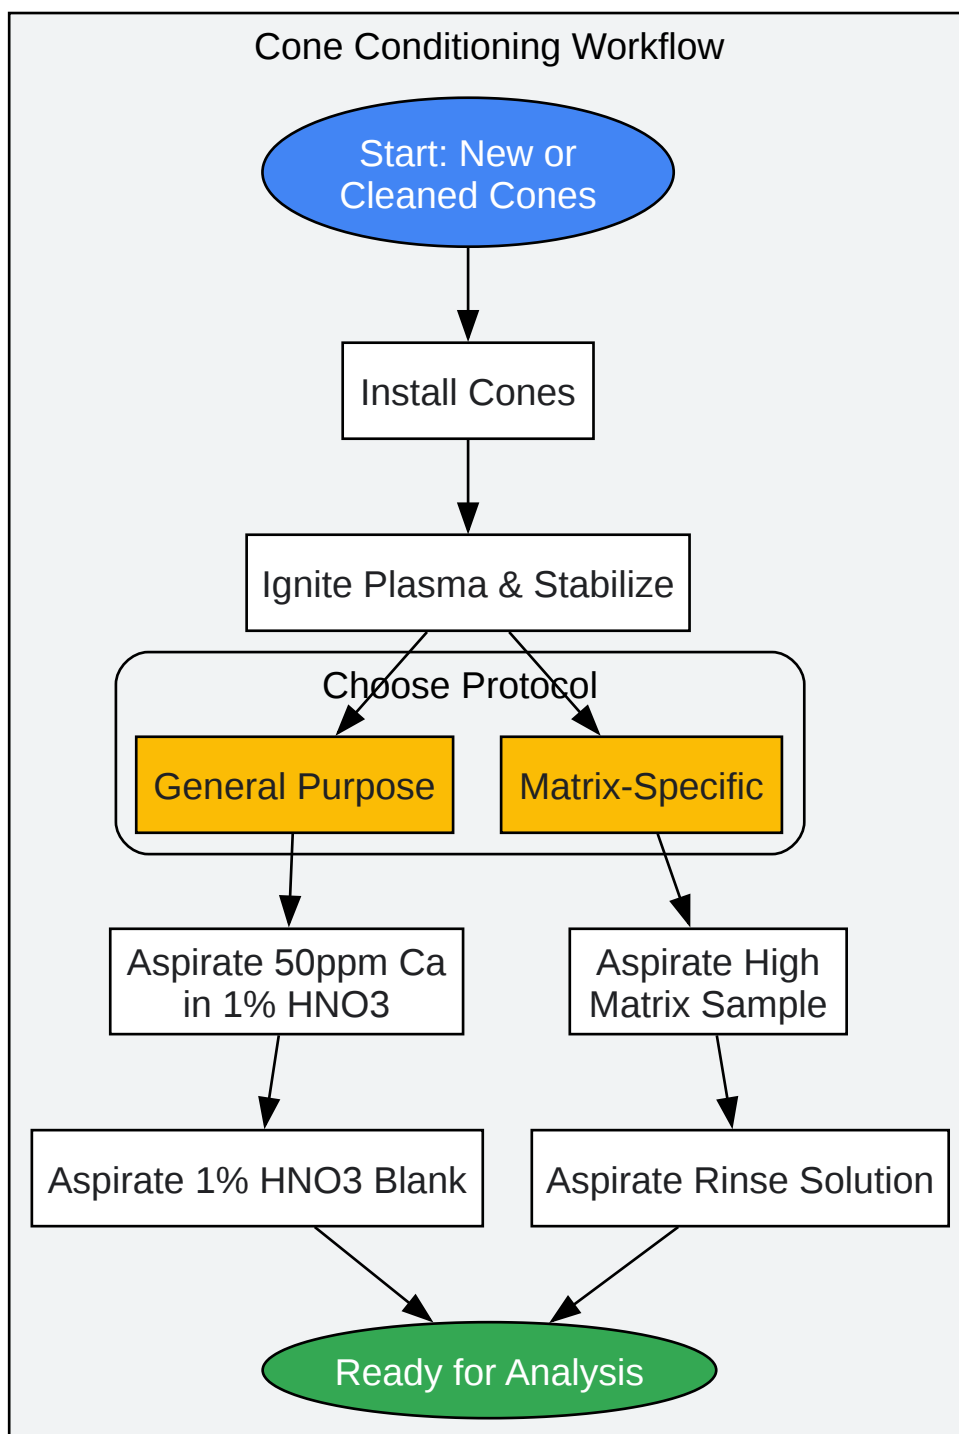 Cone Conditioning Workflow
Start: New or
Cleaned Cones
Install Cones
Ignite Plasma & Stabilize
Choose Protocol
General Purpose
Matrix-Specific
Aspirate 50ppm Ca
in 1% HNO3
Aspirate High
Matrix Sample
Aspirate 1% HNO3 Blank
Aspirate Rinse Solution
Ready for Analysis